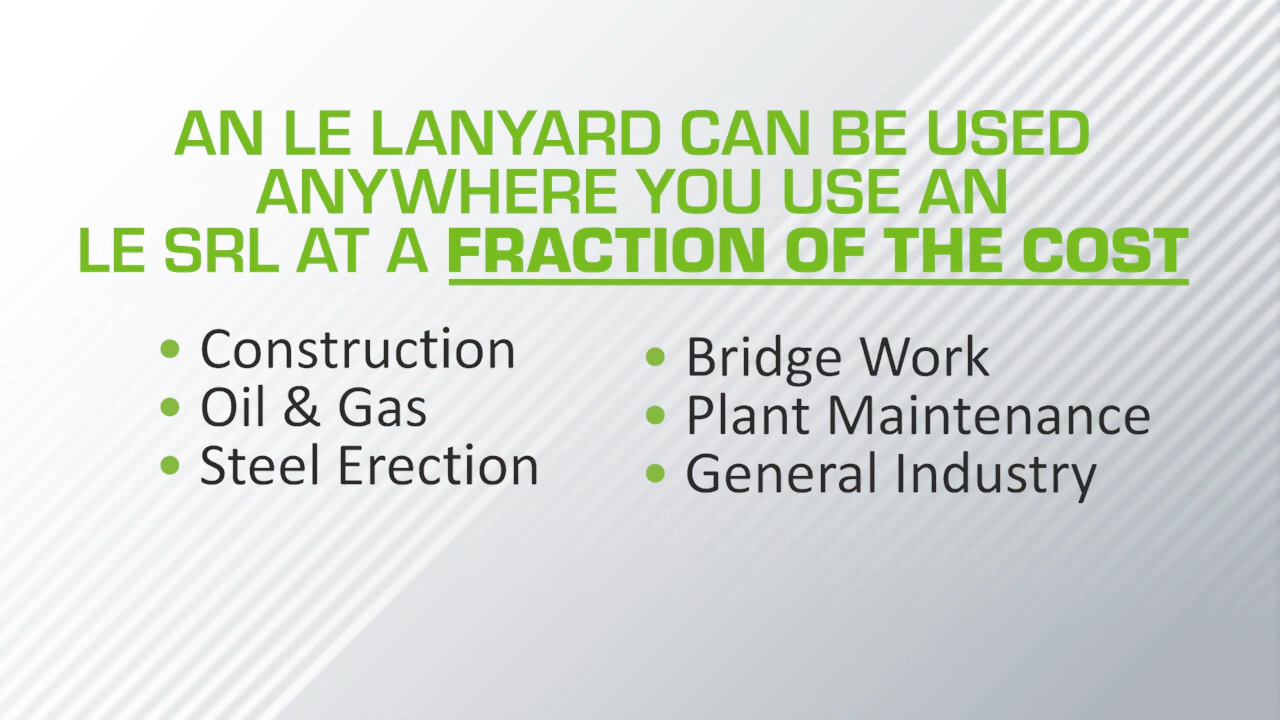 AN LE LANYARD CAN BE USED
ANYWHERE YOU USE AN
LE SRL AT A FRACTION OF THE COST
• Construction
• Oil & Gas
• Steel Erection
• Bridge Work
• Plant Maintenance
• General Industry